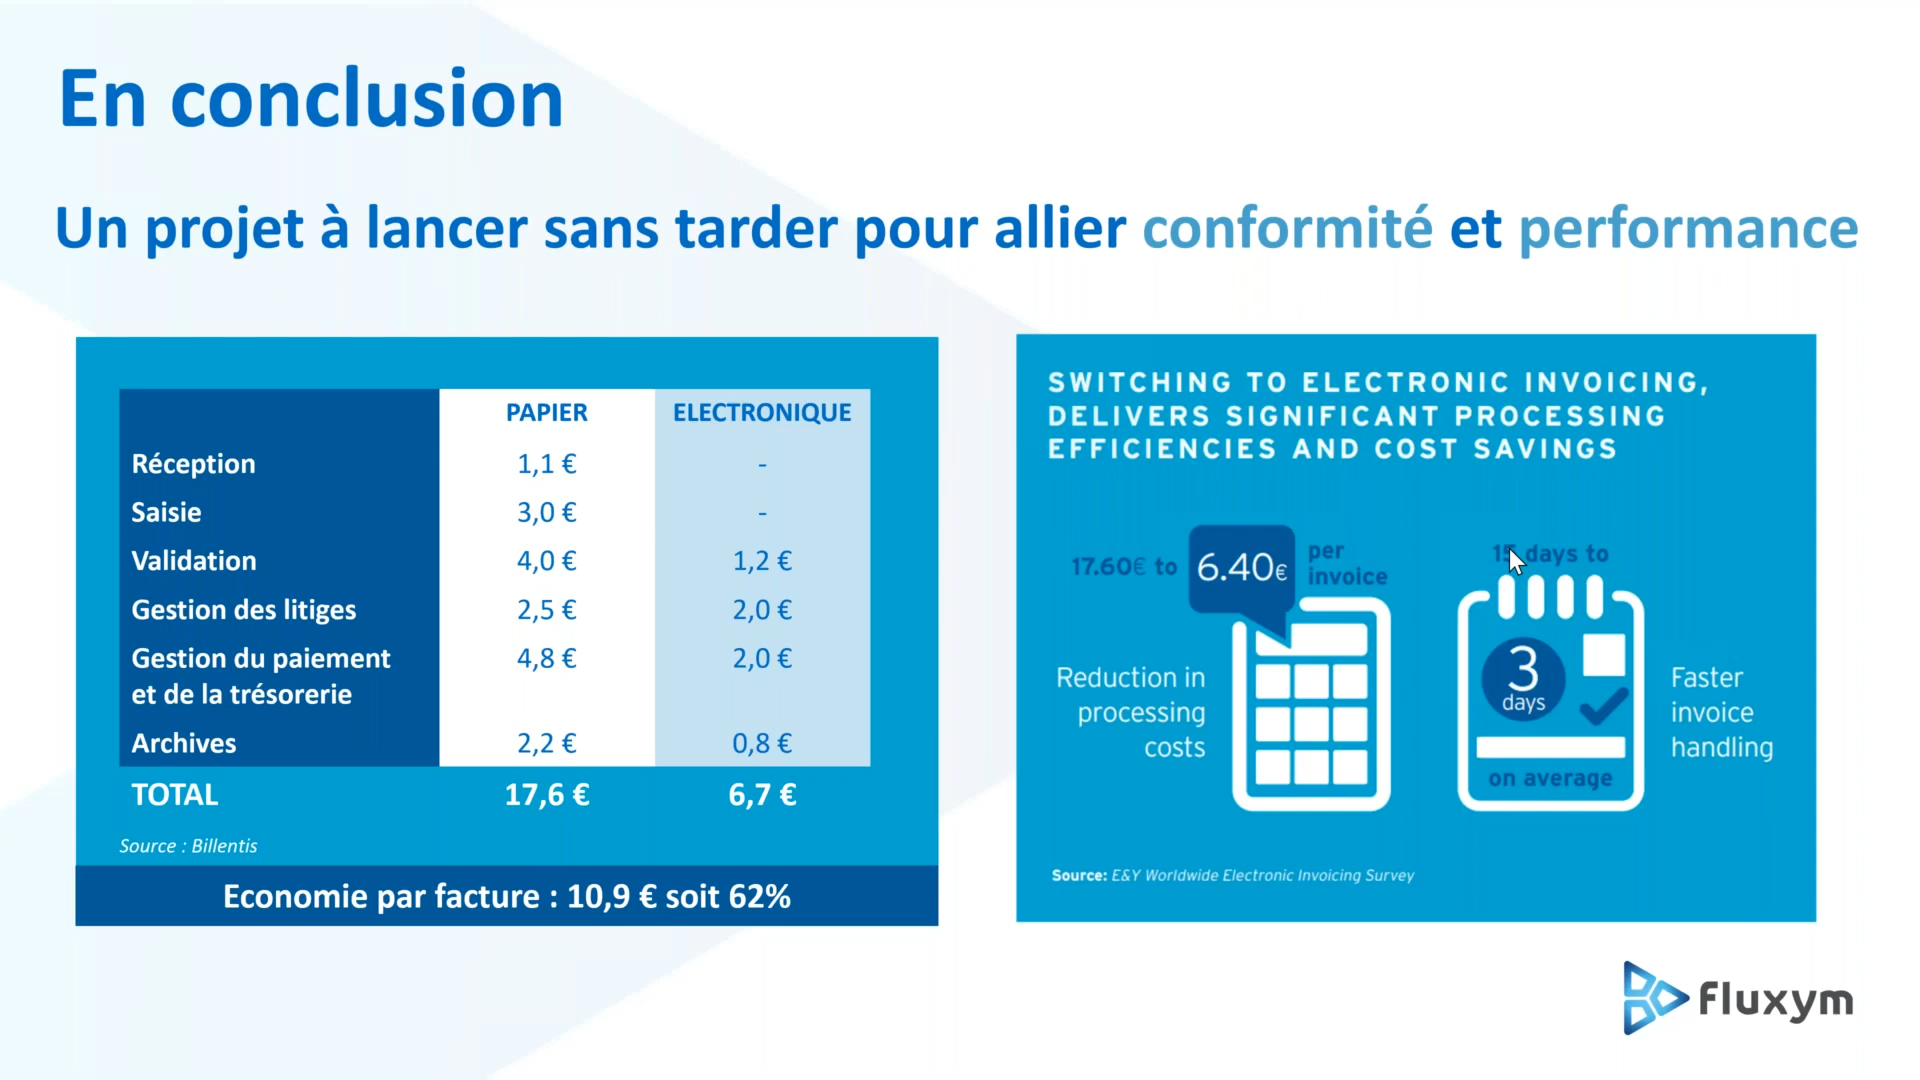 En conclusion
Un projet à lancer sans tarder pour allier conformité et performance
PAPIER ELECTRONIQUE
Réception 1,1 € -
Saisie 3,0 € -
Validation 4,0 € 1,2 €
Gestion des litiges 2,5 € 2,0 €
Gestion du paiement 4,8 € 2,0 €
et de la trésorerie
Archives 2,2 € 0,8 €
TOTAL 17,6 € 6,7 €
Source : Billentis
Economie par facture : 10,9 € soit 62%
SWITCHING TO ELECTRONIC INVOICING,
DELIVERS SIGNIFICANT PROCESSING
EFFICIENCIES AND COST SAVINGS
17.60€ to 6.40€ per
invoice
Reduction in
processing
costs
15 days to
3
days
on average
Faster
invoice
handling
Source: E&Y Worldwide Electronic Invoicing Survey
fluxym